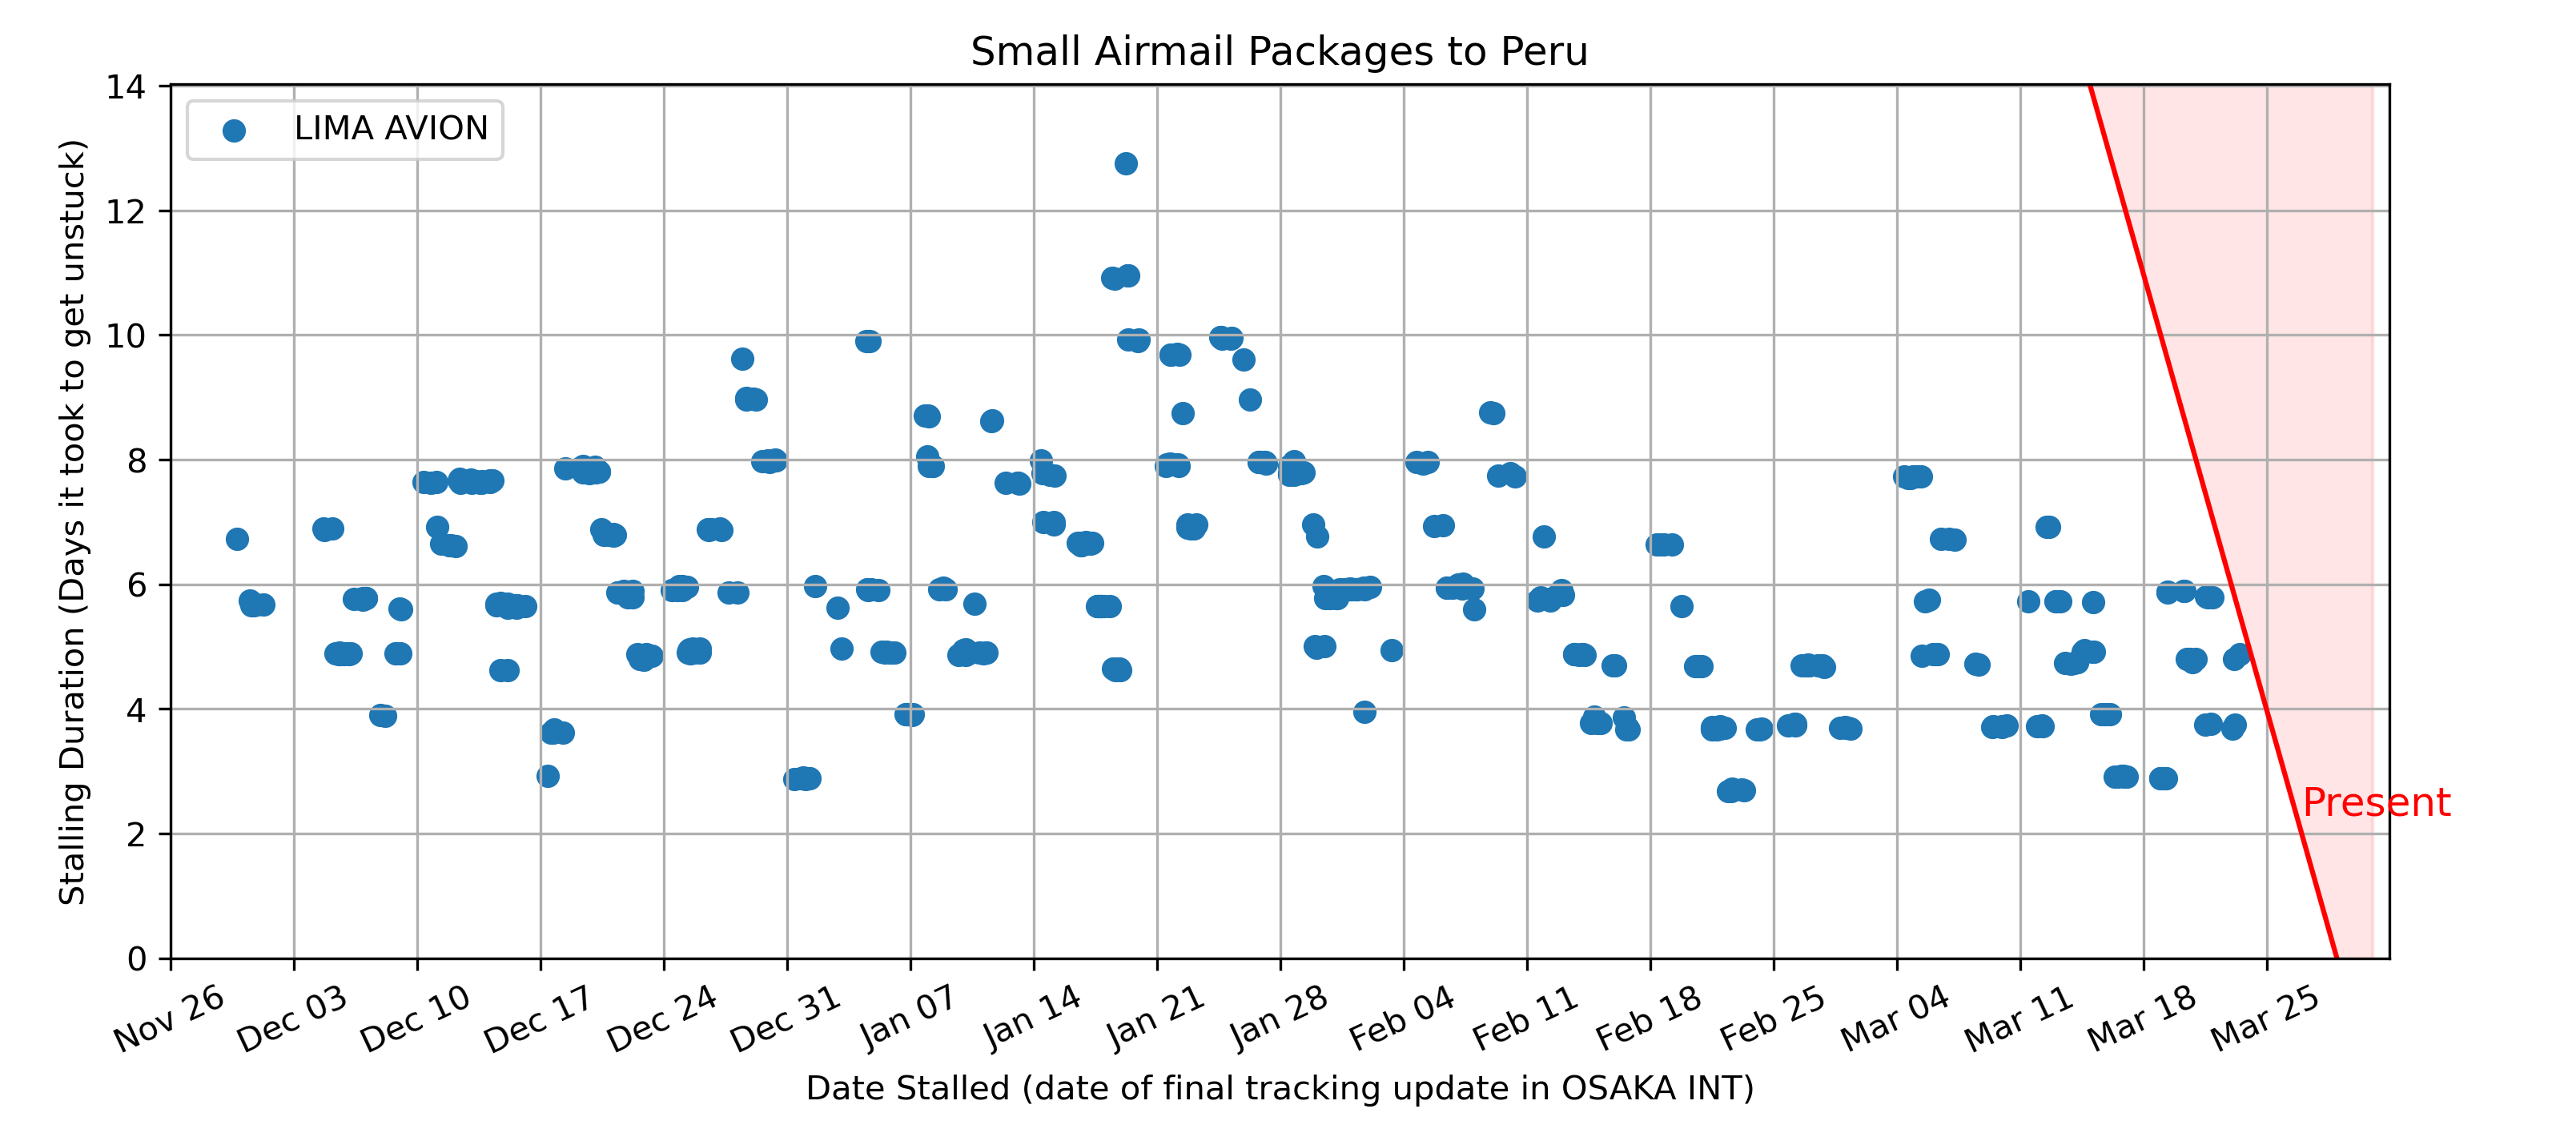 Small Airmail Packages to Peru
LIMA AVION
Stalling Duration (Days it took to get unstuck)
14
12
10
8
6
4
2
0
Present
Nov 26
Dec 03
Dec 10
Dec 17
Dec 24
Dec 31
Jan 07
Jan 14
Jan 21
Jan 28
Feb 04
Feb 11
Feb 18
Feb 25
Mar 04
Mar 11
Mar 18
Mar 25
Date Stalled (date of final tracking update in OSAKA INT)